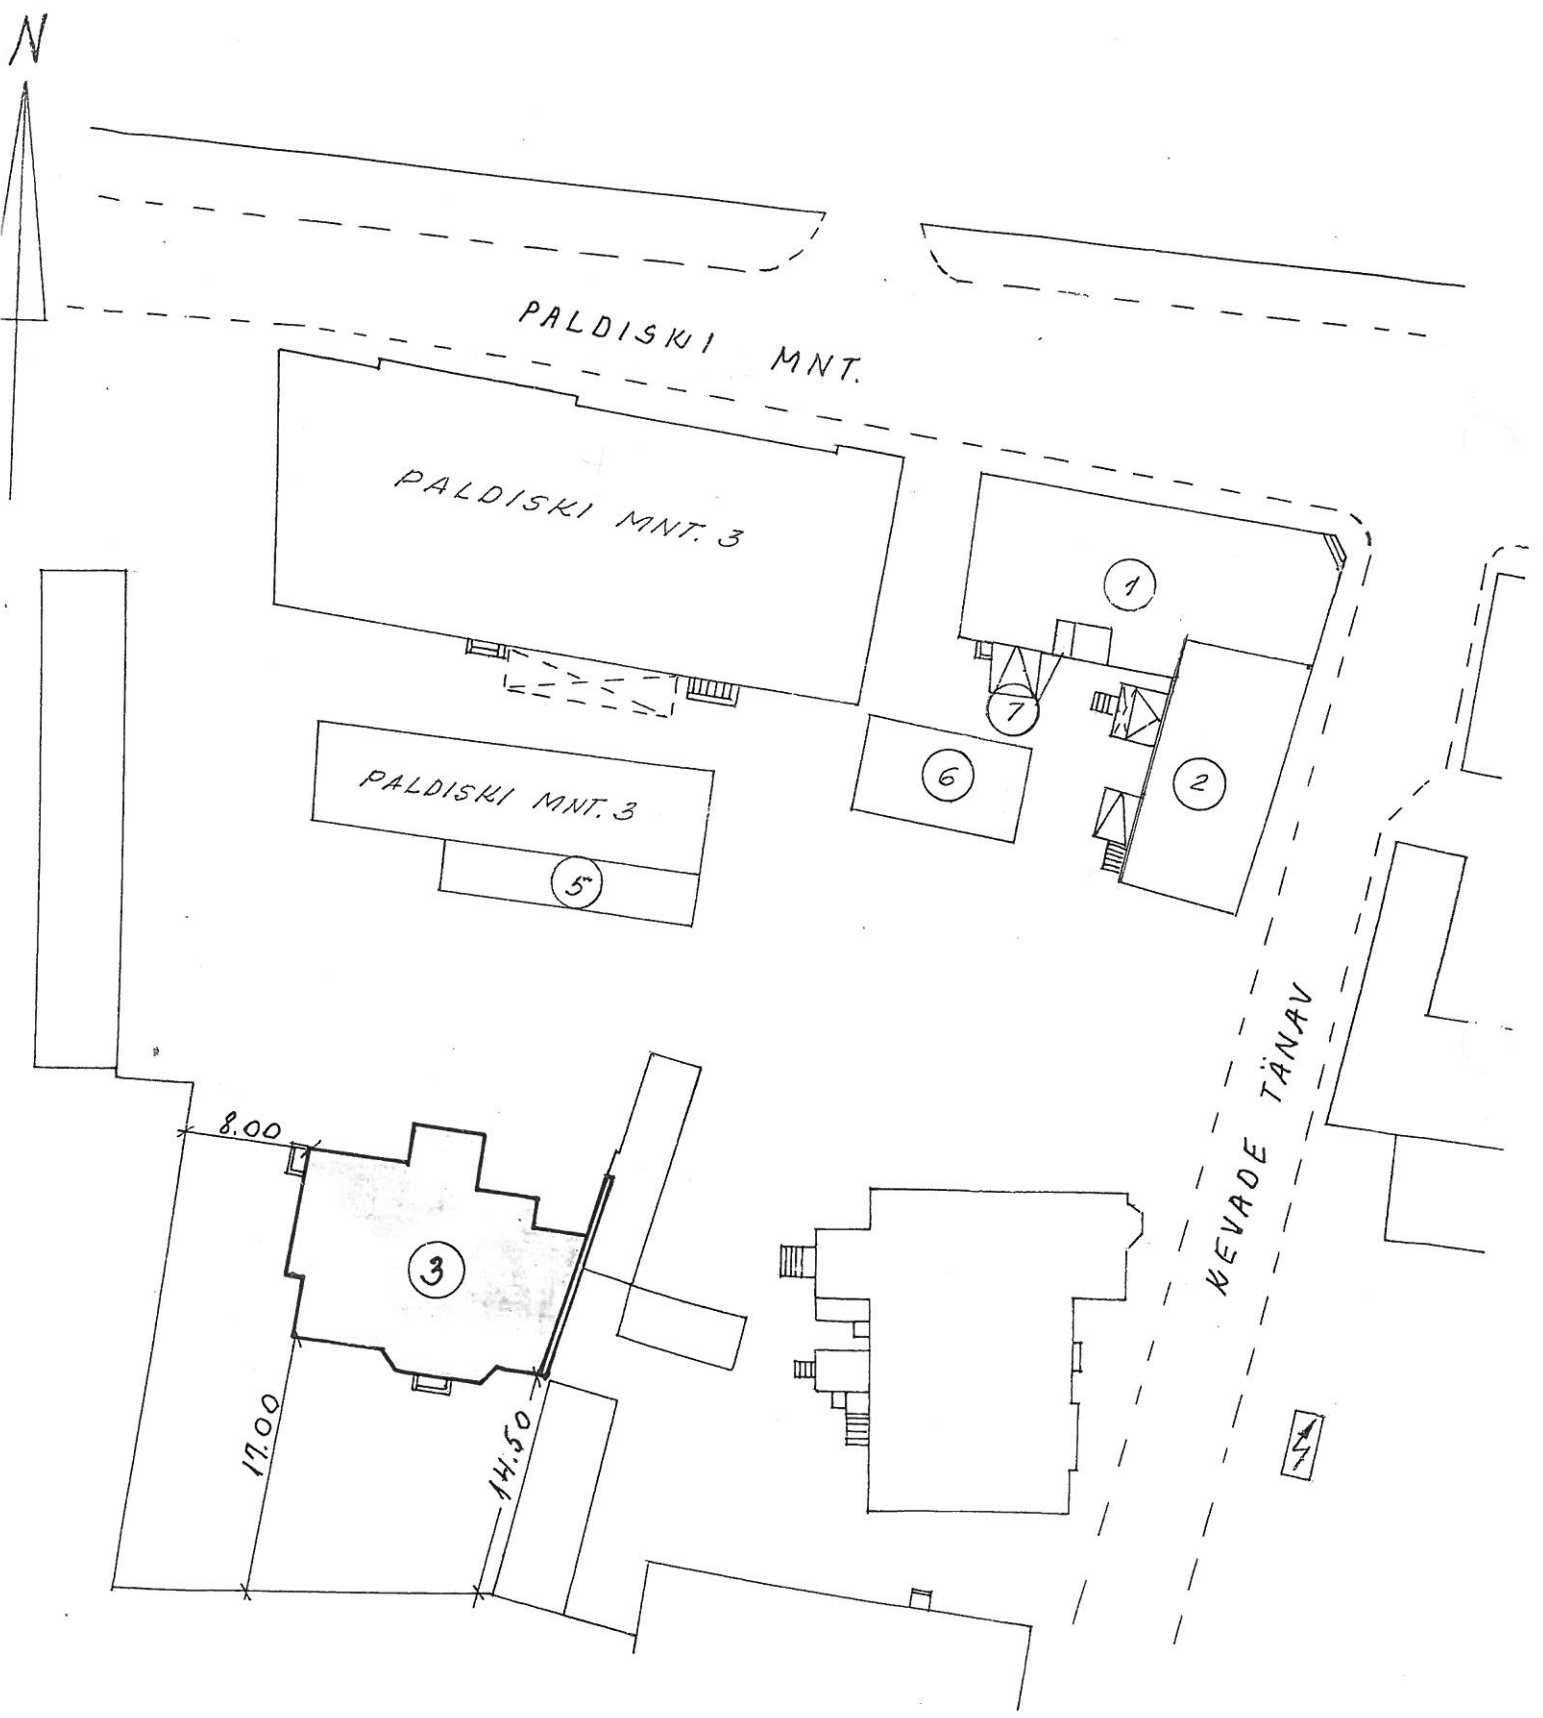 N
PALDISKI MNT.
PALDISKI MNT. 3
1
7
6
2
PALDISKI MNT. 3
5
KEVADE TÄNAV
8.00
3
17.00
14.50